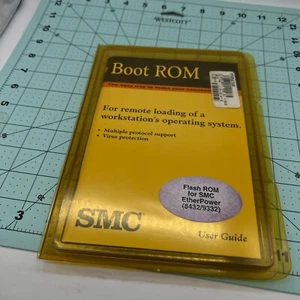 WESTCOTT
Boot ROM
For remote loading of a
workstation's operating system.
• Multiple protocol support
• Virus protection
Flash ROM
for SMC
EtherPower
(8432/9332)
SMC
User Guide